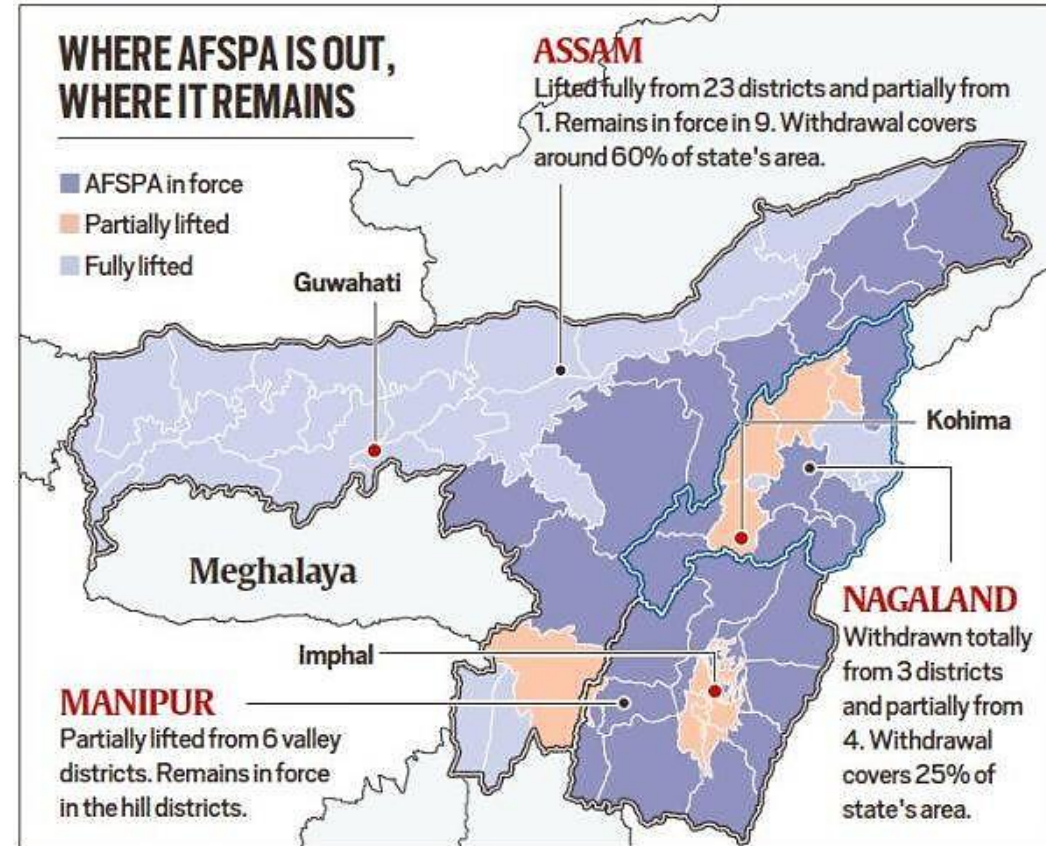 WHERE AFSPA IS OUT,
WHERE IT REMAINS
AFSPA in force
Partially lifted
Fully lifted
ASSAM
Lifted fully from 23 districts and partially from
1. Remains in force in 9. Withdrawal covers
around 60% of state's area.
Guwahati
Kohima
Meghalaya
Imphal
MANIPUR
Partially lifted from 6 valley
districts. Remains in force
in the hill districts.
NAGALAND
Withdrawn totally
from 3 districts
and partially from
4. Withdrawal
covers 25% of
state's area.